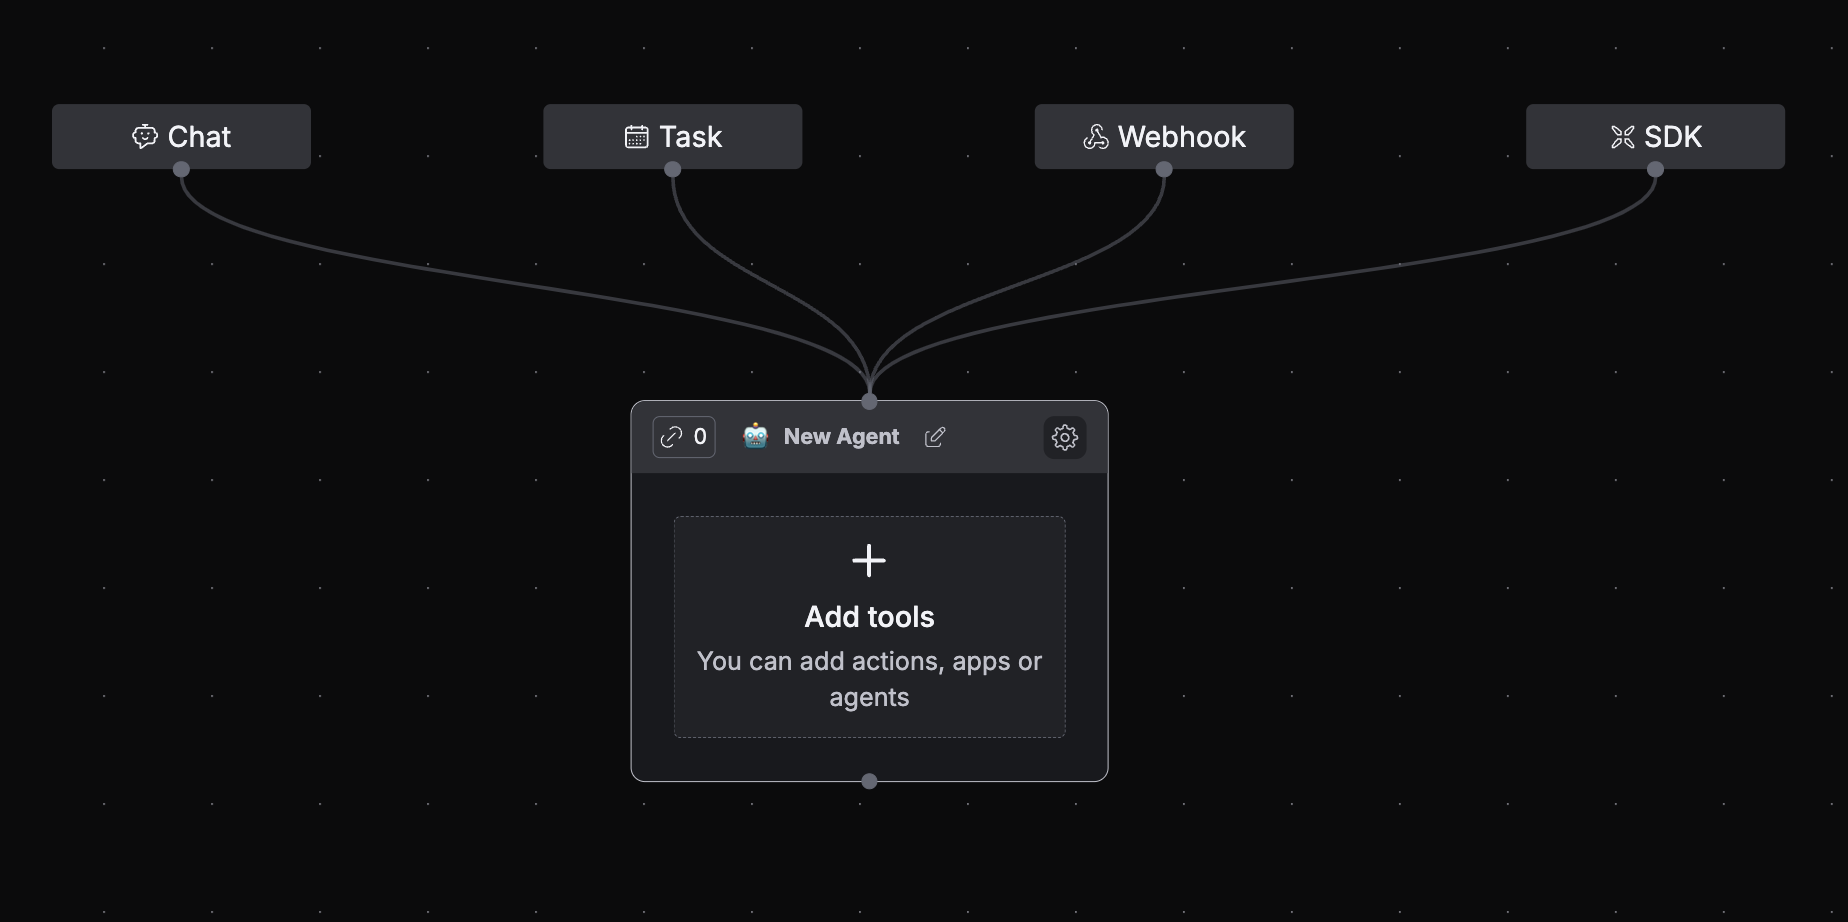 Chat
Task
Webhook
SDK
0
New Agent
Add tools
You can add actions, apps or
agents